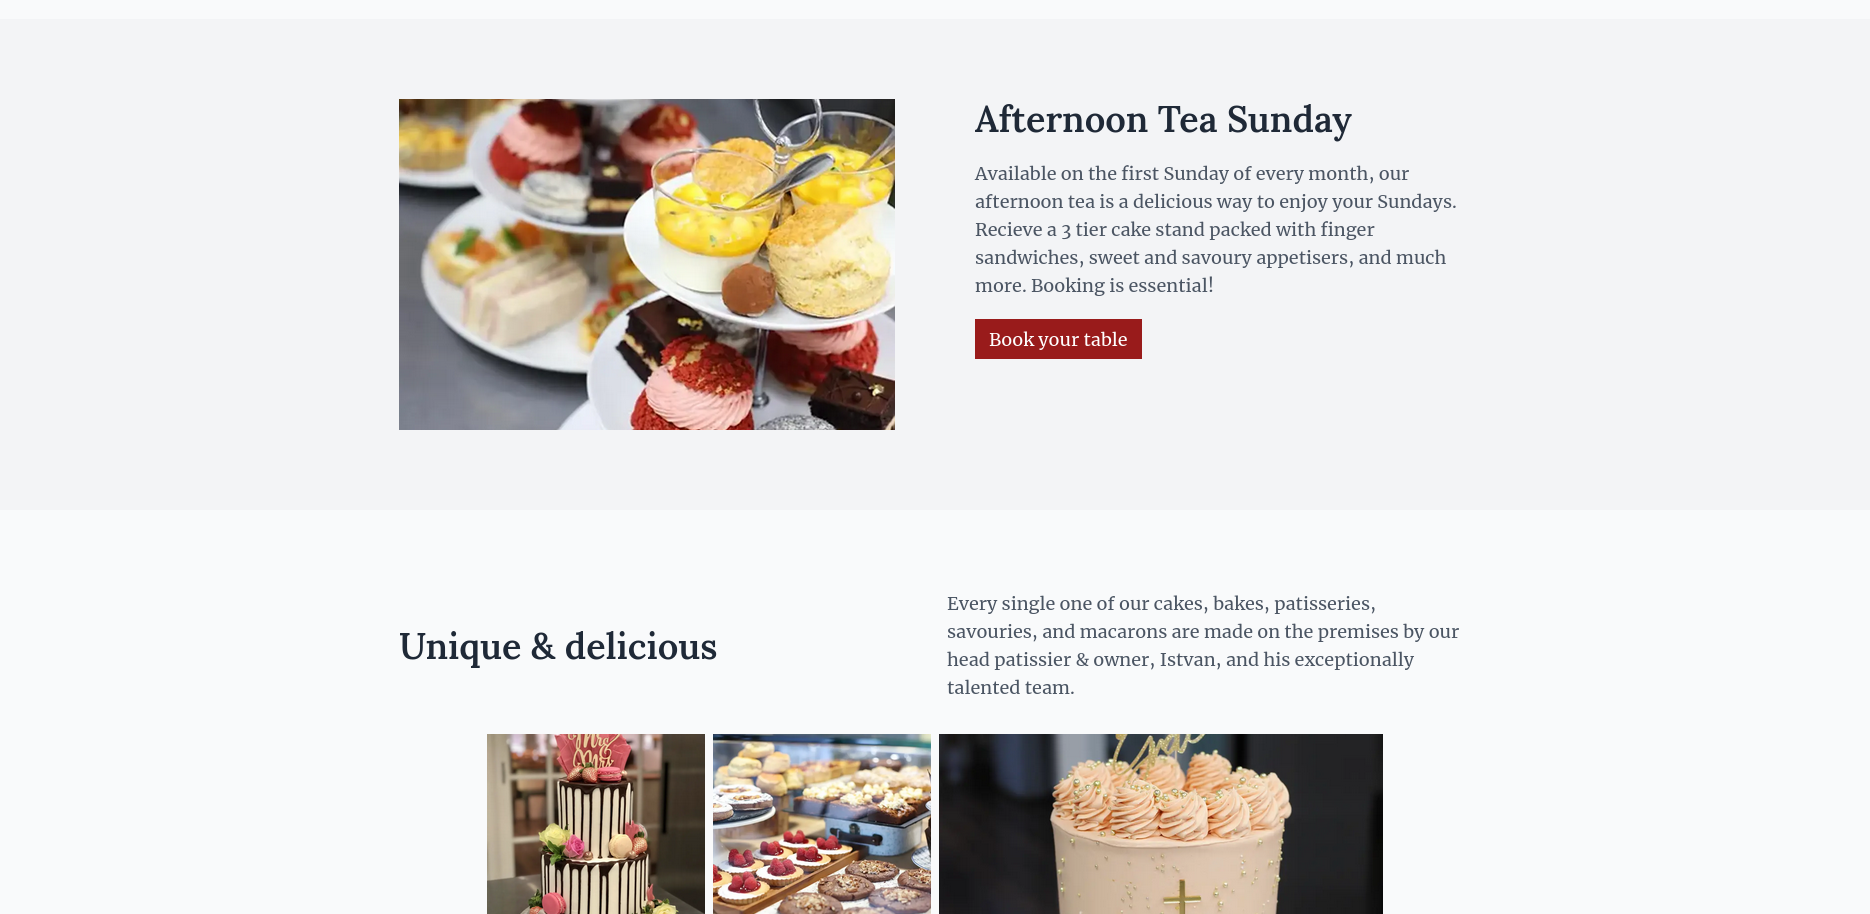 Afternoon Tea Sunday
Available on the first Sunday of every month, our
afternoon tea is a delicious way to enjoy your Sundays.
Recieve a 3 tier cake stand packed with finger
sandwiches, sweet and savoury appetisers, and much
more. Booking is essential!
Book your table
Every single one of our cakes, bakes, patisseries,
savouries, and macarons are made on the premises by our
head patissier & owner, Istvan, and his exceptionally
talented team.
Unique & delicious
Mrs